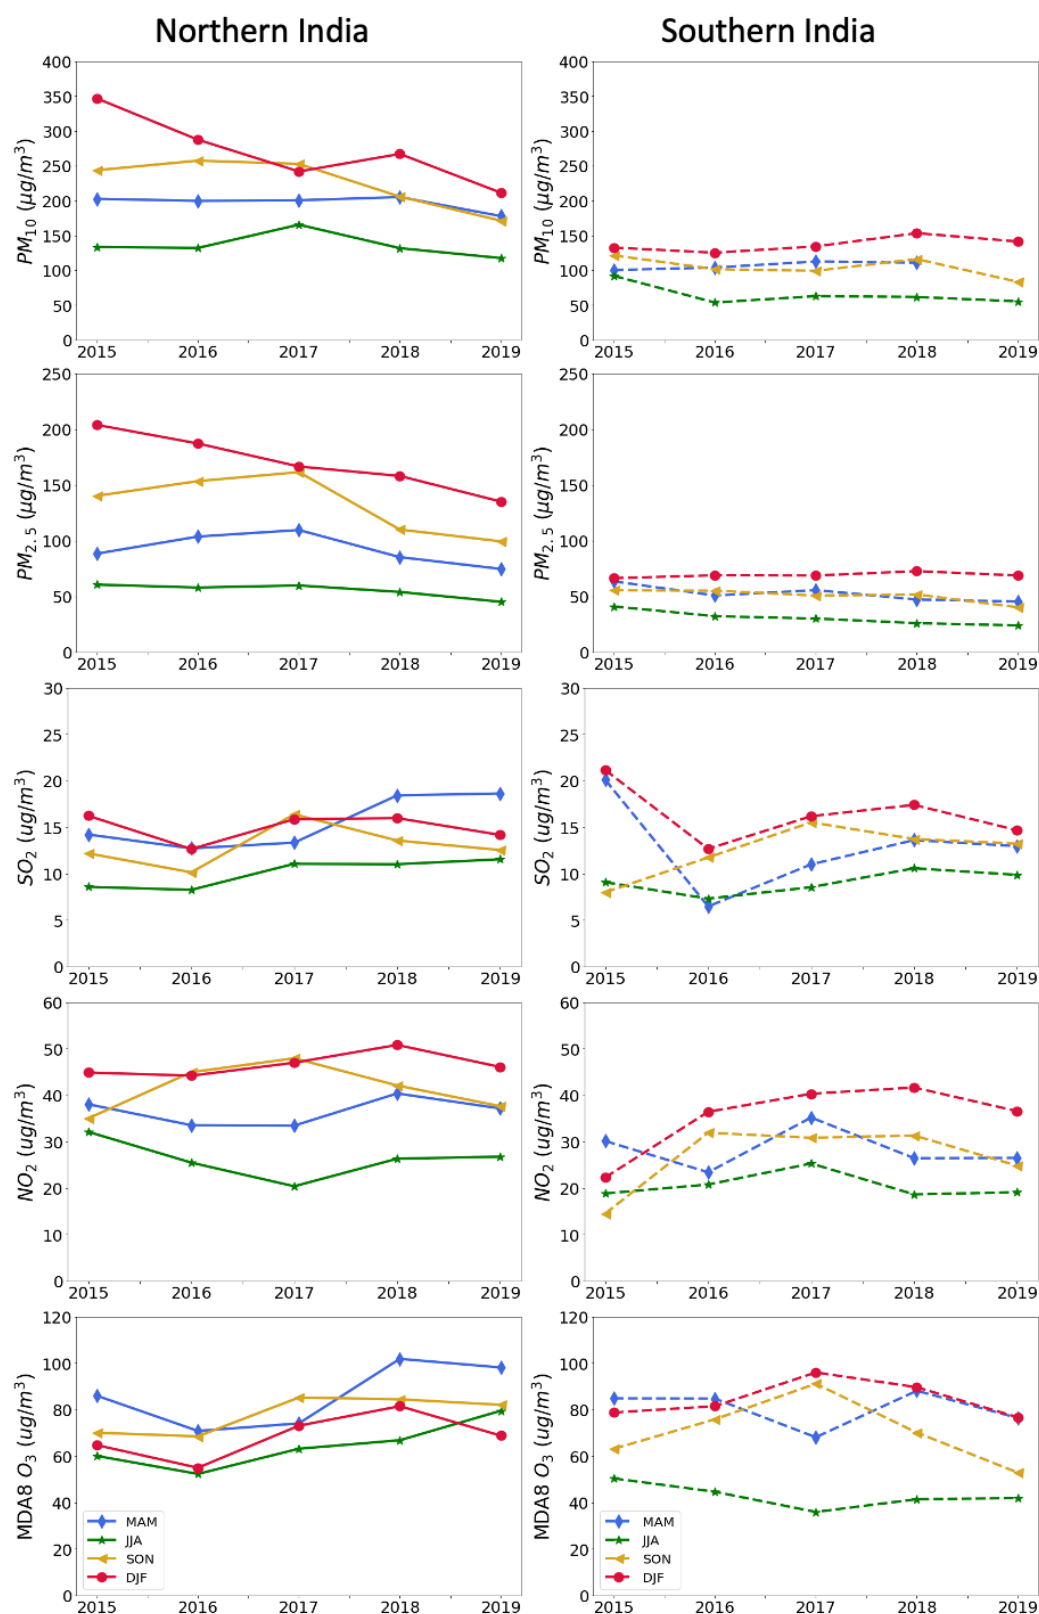 Northern India
Southern India
PM10 (μg/m3)
400
350
300
250
200
150
100
50
0
2015 2016 2017 2018 2019
PM10 (μg/m3)
400
350
300
250
200
150
100
50
0
2015 2016 2017 2018 2019
PM2.5 (μg/m3)
250
200
150
100
50
0
2015 2016 2017 2018 2019
PM2.5 (μg/m3)
250
200
150
100
50
0
2015 2016 2017 2018 2019
SO2 (ug/m3)
30
25
20
15
10
5
0
2015 2016 2017 2018 2019
SO2 (ug/m3)
30
25
20
15
10
5
0
2015 2016 2017 2018 2019
NO2 (ug/m3)
60
50
40
30
20
10
0
2015 2016 2017 2018 2019
NO2 (ug/m3)
60
50
40
30
20
10
0
2015 2016 2017 2018 2019
MDA8 O3 (ug/m3)
120
100
80
60
40
20
0
MAM
JJA
SON
DJF
2015 2016 2017 2018 2019
MDA8 O3 (ug/m3)
120
100
80
60
40
20
0
MAM
JJA
SON
DJF
2015 2016 2017 2018 2019